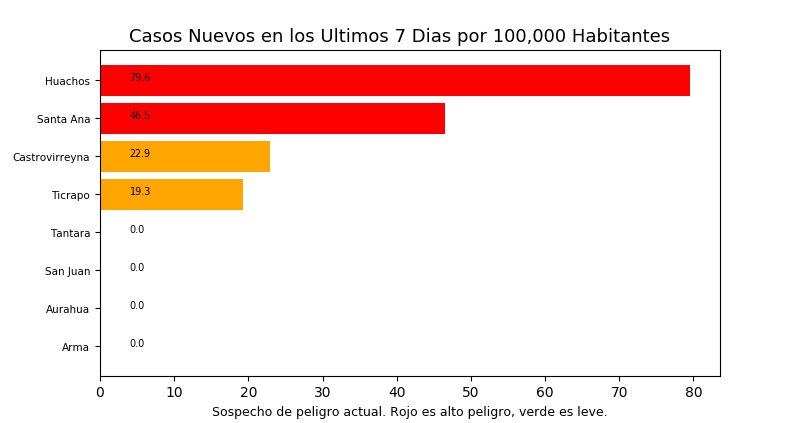 Casos Nuevos en los Ultimos 7 Dias por 100,000 Habitantes
Huachos 79.6
Santa Ana 46.5
Castrovirreyna 22.9
Ticrapo 19.3
Tantara 0.0
San Juan 0.0
Aurahua 0.0
Arma 0.0
0 10 20 30 40 50 60 70 80
Sospecho de peligro actual. Rojo es alto peligro, verde es leve.